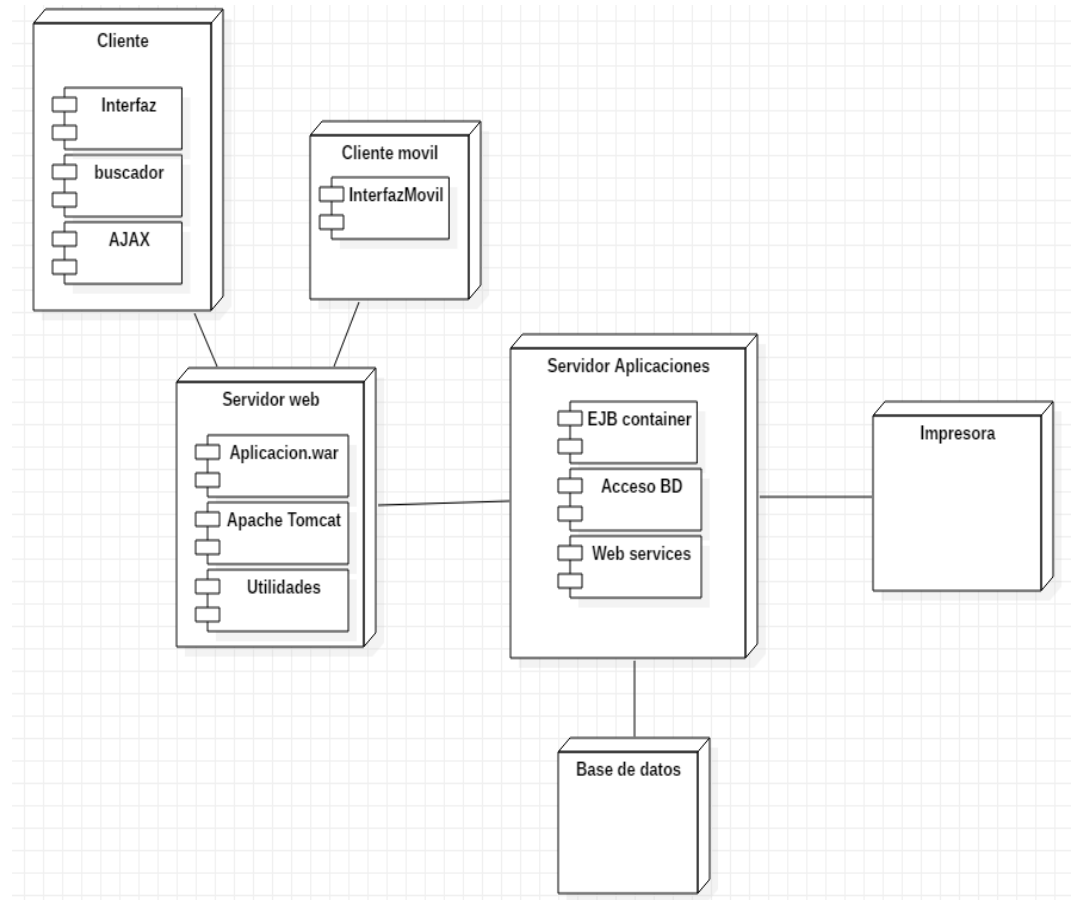 Cliente
Interfaz
buscador
AJAX
Cliente movil
InterfazMovil
Servidor web
Aplicacion.war
Apache Tomcat
Utilidades
Servidor Aplicaciones
EJB container
Acceso BD
Web services
Impresora
Base de datos